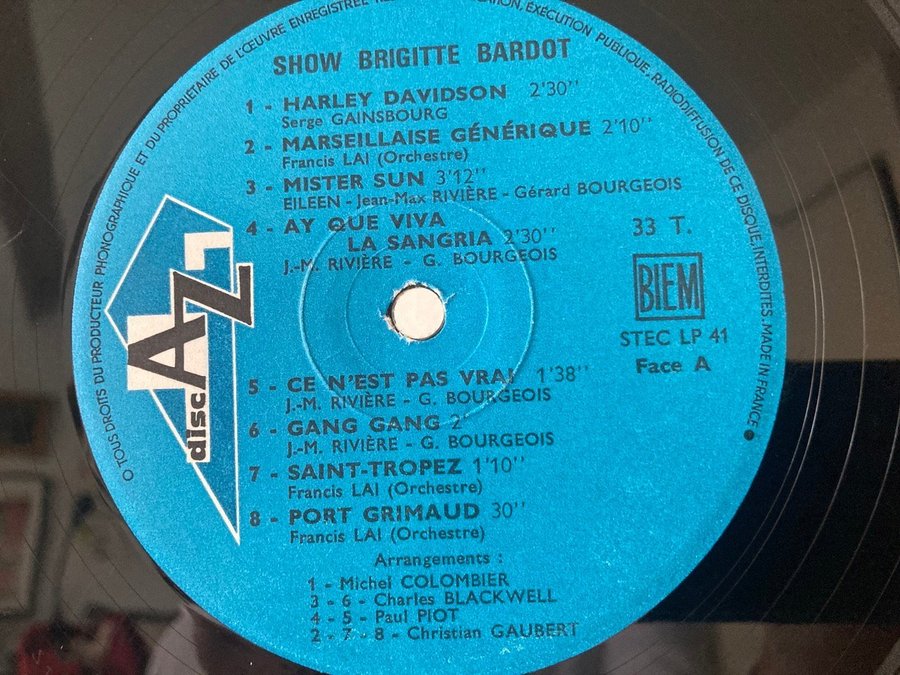 O TOUS DROITS DU PRODUCTEUR PHONOGRAPHIQUE ET DU PROPRIÉTAIRE DE L'ŒUVRE ENREGISTRÉE EXÉCUTION PUBLIQUE, RADIODIFFUSION DE CE DISQUE, INTERDITES. MADE IN FRANCE
SHOW BRIGITTE BARDOT
1 - HARLEY DAVIDSON 2'30''
Serge GAINSBOURG
2 - MARSEILLAISE GÉNÉRIQUE 2'10''
Francis LAI (Orchestre)
3 - MISTER SUN 3'12''
EILEEN - Jean-Max RIVIÈRE - Gérard BOURGEOIS
4 - AY QUE VIVA
LA SANGRIA 2'30''
J.-M. RIVIÈRE - G. BOURGEOIS
33 T.
BIEM
STEC LP 41
Face A
disc AZ
5 - CE N'EST PAS VRAI 1'38''
J.-M. RIVIÈRE - G. BOURGEOIS
6 - GANG GANG 2'
J.-M. RIVIÈRE - G. BOURGEOIS
7 - SAINT-TROPEZ 1'10''
Francis LAI (Orchestre)
8 - PORT GRIMAUD 30''
Francis LAI (Orchestre)
Arrangements :
1 - Michel COLOMBIER
3 - 6 - Charles BLACKWELL
4 - 5 - Paul PIOT
2 - 7 - 8 - Christian GAUBERT